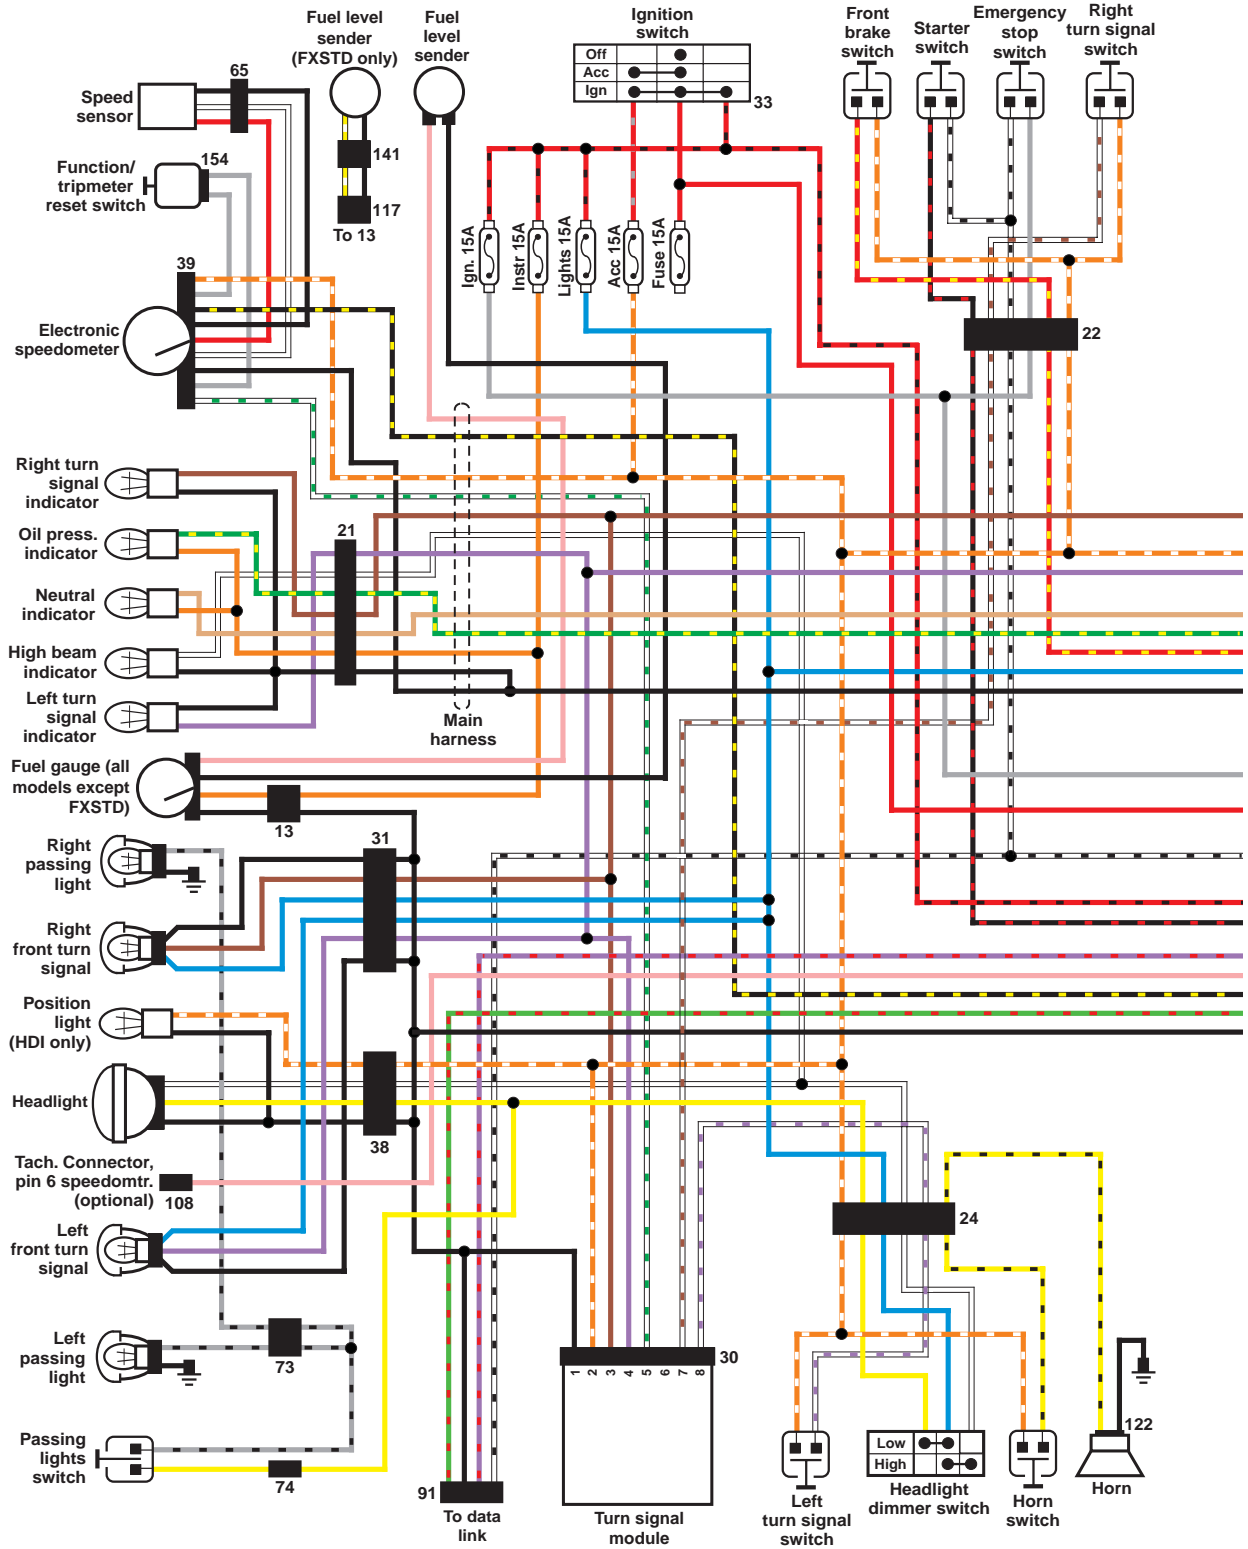 Fuel level
sender
(FXSTD only)
Fuel
level
sender
Ignition
switch
Off
Acc
Ign
33
Front
brake
switch
Starter
switch
Emergency
stop
switch
Right
turn signal
switch
65
Speed
sensor
141
154
Function/
tripmeter
reset switch
117
To 13
Ign. 15A
Instr 15A
Lights 15A
Acc 15A
Fuse 15A
39
22
Electronic
speedometer
Right turn
signal
indicator
21
Oil press.
indicator
Neutral
indicator
High beam
indicator
Left turn
signal
indicator
Main
harness
Fuel gauge (all
models except
FXSTD)
13
31
Right
passing
light
Right
front turn
signal
Position
light
(HDI only)
Headlight
38
Tach. Connector,
pin 6 speedomtr.
(optional)
108
24
Left
front turn
signal
Left
passing
light
73
30
1
2
3
4
5
6
7
8
122
Passing
lights
switch
74
91
To data
link
Turn signal
module
Low
High
Left
turn signal
switch
Headlight
dimmer switch
Horn
switch
Horn